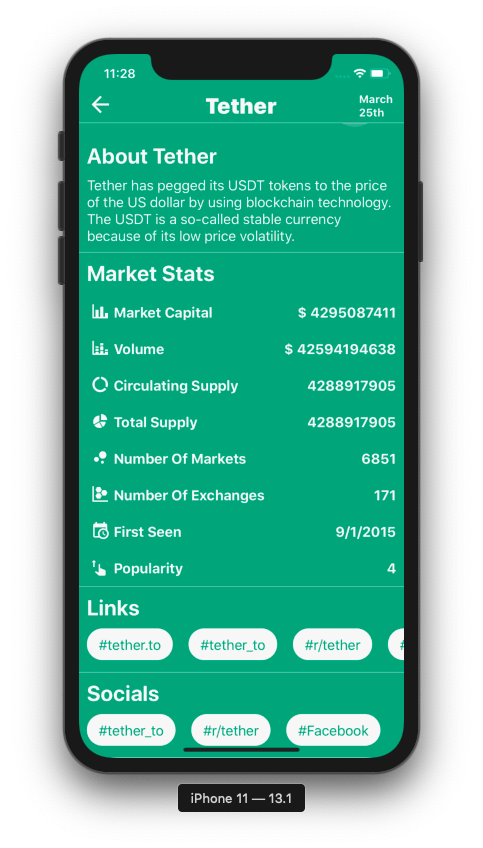 11:28
Tether
March
25th
About Tether
Tether has pegged its USDT tokens to the price
of the US dollar by using blockchain technology.
The USDT is a so-called stable currency
because of its low price volatility.
Market Stats
Market Capital $ 4295087411
Volume $ 42594194638
Circulating Supply 4288917905
Total Supply 4288917905
Number Of Markets 6851
Number Of Exchanges 171
First Seen 9/1/2015
Popularity 4
Links
#tether.to #tether_to #r/tether #
Socials
#tether_to #r/tether #Facebook
iPhone 11 — 13.1